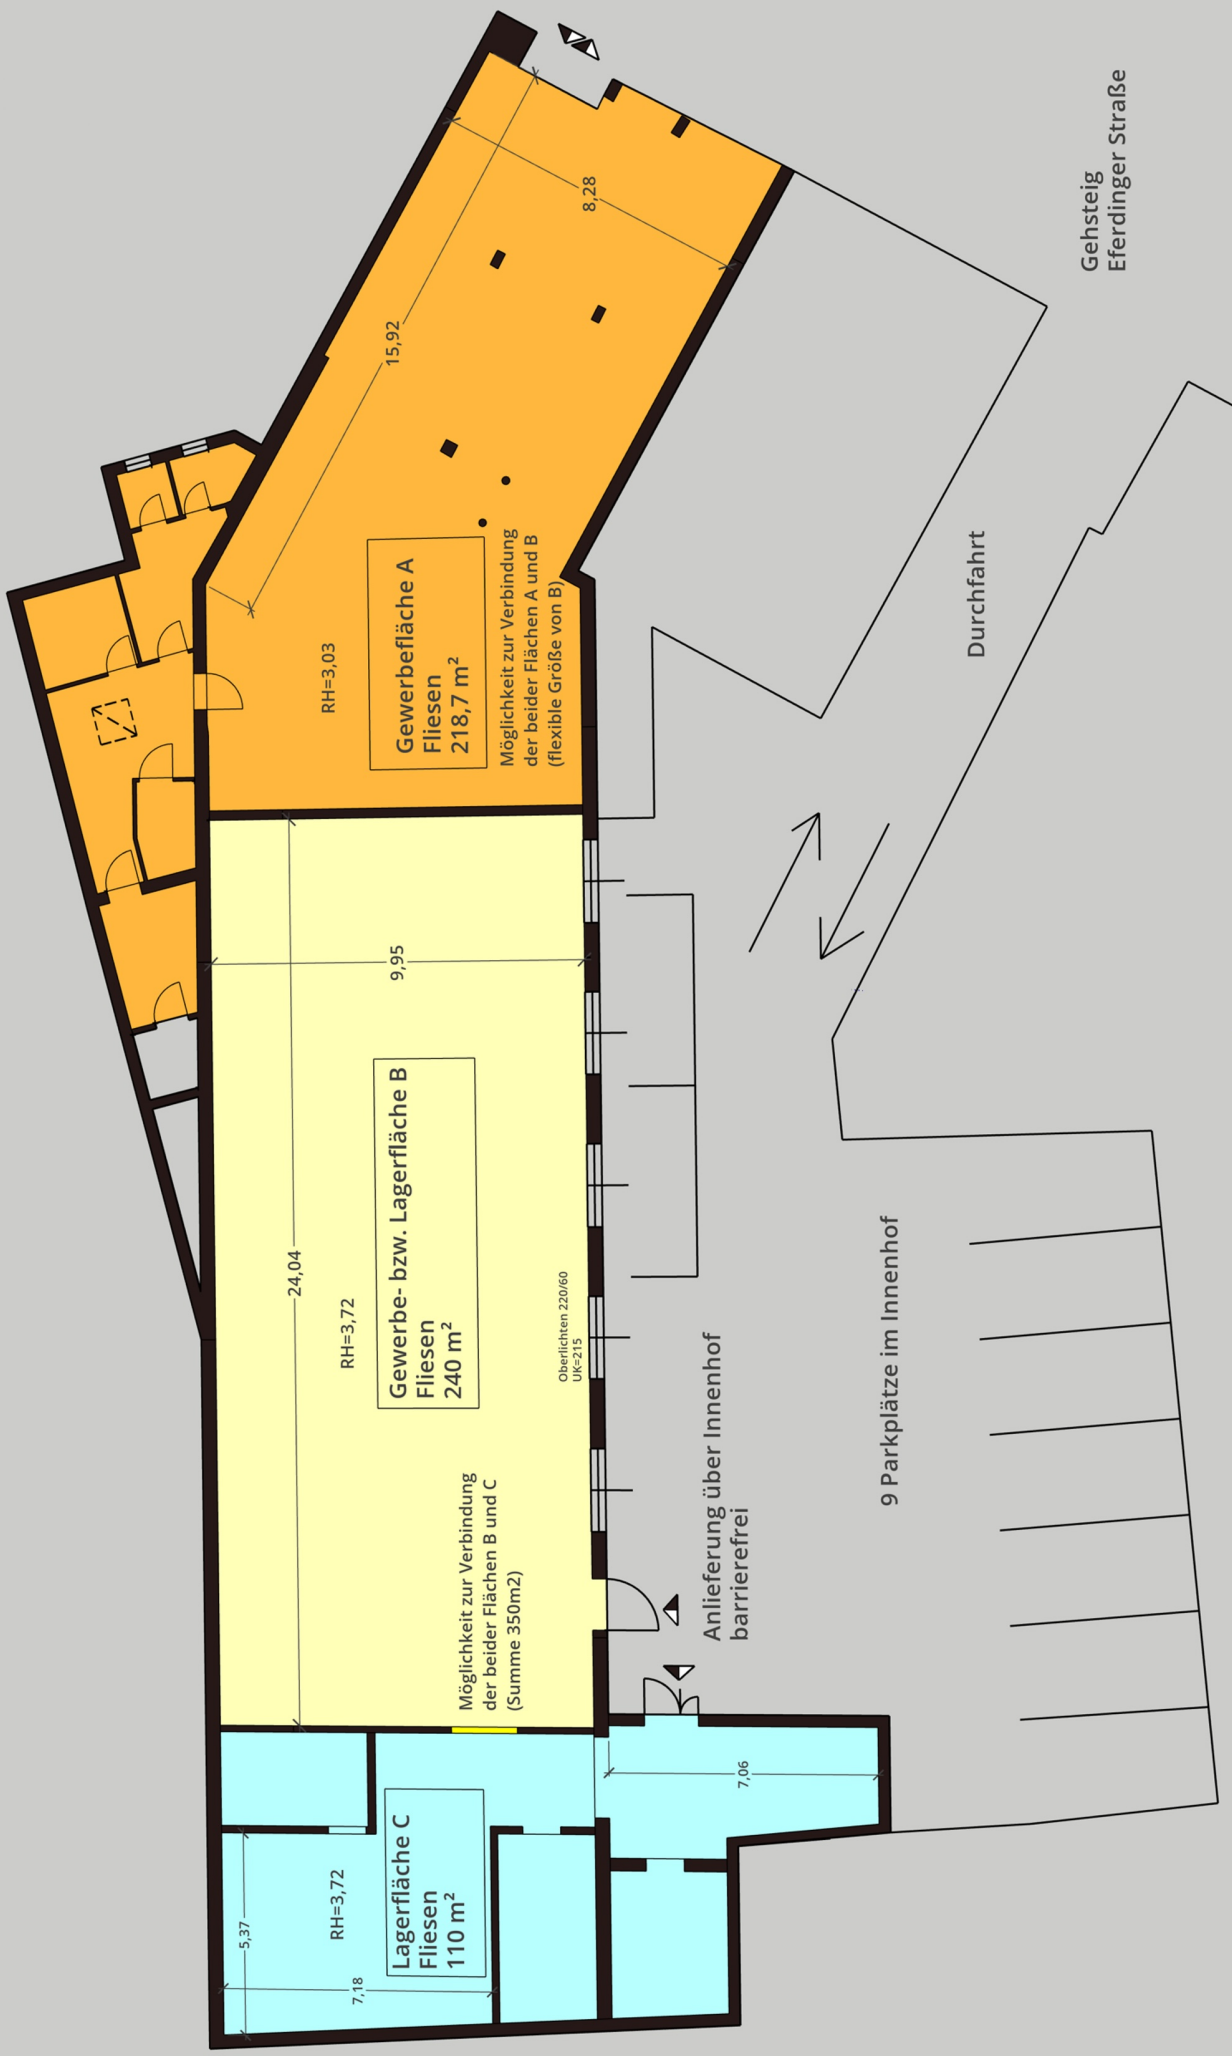 Gehsteig
Eferdinger Straße
8,28
15,92
Durchfahrt
RH=3,03
Gewerbefläche A
Fliesen
218,7 m²
Möglichkeit zur Verbindung
der beider Flächen A und B
(flexible Größe von B)
9,95
24,04
RH=3,72
Gewerbe- bzw. Lagerfläche B
Fliesen
240 m²
Oberlichten 220/60
UK=215
Möglichkeit zur Verbindung
der beider Flächen B und C
(Summe 350m2)
Anlieferung über Innenhof
barrierefrei
9 Parkplätze im Innenhof
7,06
Lagerfläche C
Fliesen
110 m²
RH=3,72
5,37
7,18